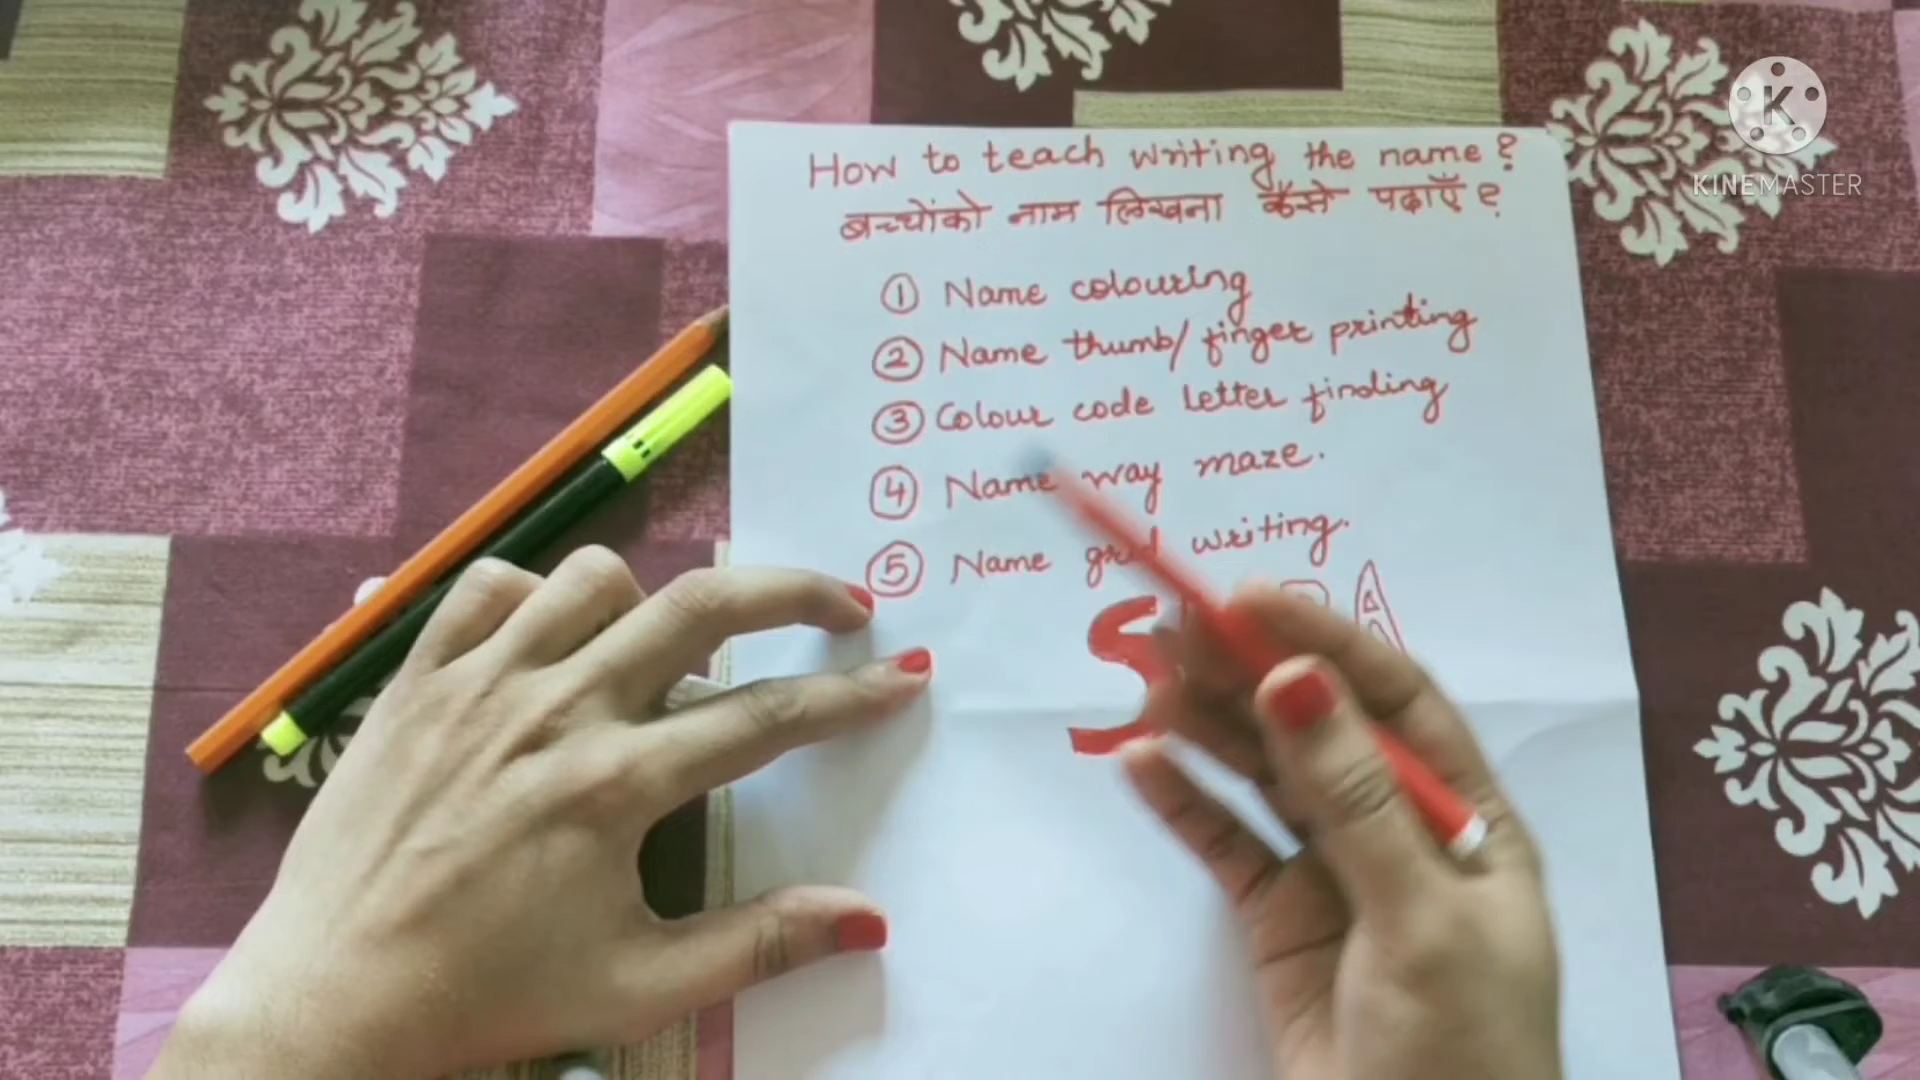 How to teach writing the name?
बच्चोंको नाम लिखना कैसे पढाएँ ?
① Name colouring
② Name thumb/finger printing
③ Colour code letter finding
④ Name way maze.
⑤ Name grid writing.
S
A
K
KINEMASTER